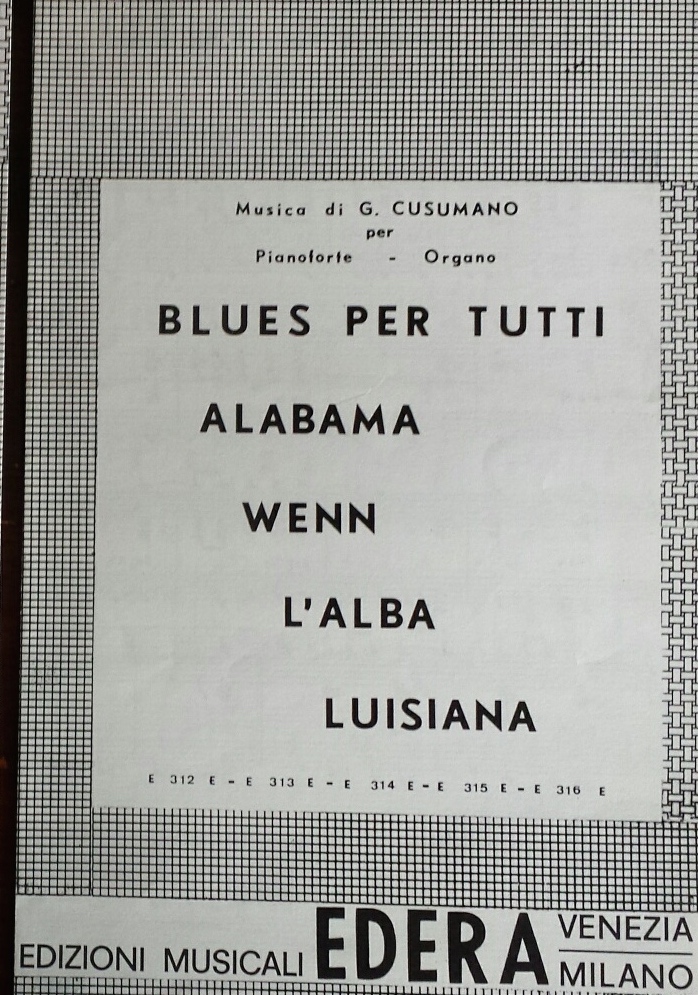 Musica di G. CUSUMANO
per
Pianoforte - Organo
BLUES PER TUTTI
ALABAMA
WENN
L'ALBA
LUISIANA
E 312 E - E 313 E - E 314 E - E 315 E - E 316 E
EDIZIONI MUSICALI EDERA VENEZIA
MILANO